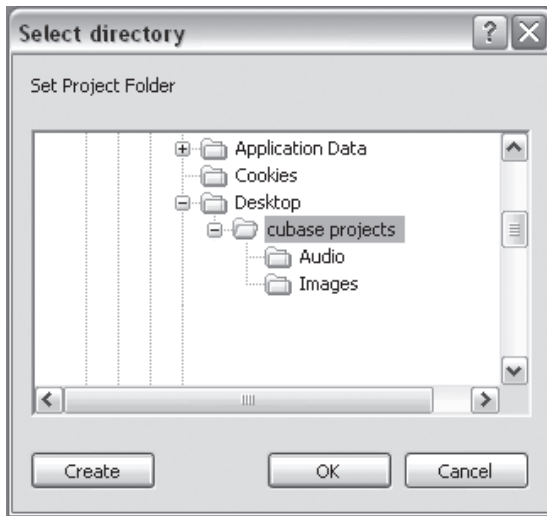 Select directory
Set Project Folder
Application Data
Cookies
Desktop
cubase projects
Audio
Images
Create
OK
Cancel